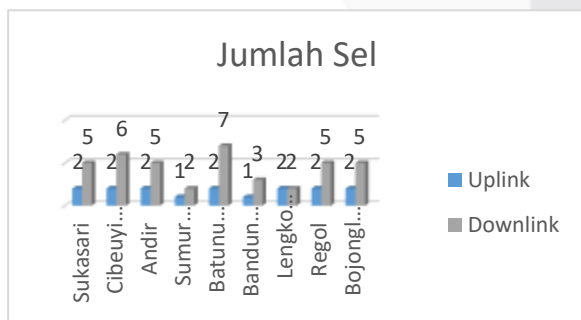 Jumlah Sel
5
6
5
2
7
3
2
5
5
2
2
2
1
2
1
2
2
2
Uplink
Downlink
Sukasari
Cibeuyi...
Andir
Sumur...
Batunu...
Bandun...
Lengko...
Regol
Bojongl...